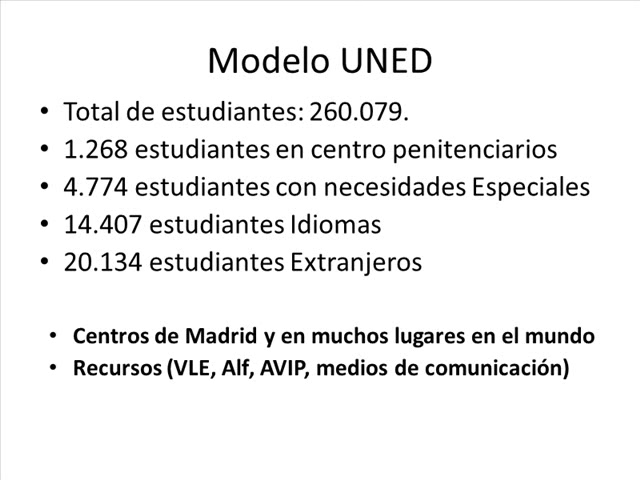 Modelo UNED
• Total de estudiantes: 260.079.
• 1.268 estudiantes en centro penitenciarios
• 4.774 estudiantes con necesidades Especiales
• 14.407 estudiantes Idiomas
• 20.134 estudiantes Extranjeros
• Centros de Madrid y en muchos lugares en el mundo
• Recursos (VLE, Alf, AVIP, medios de comunicación)